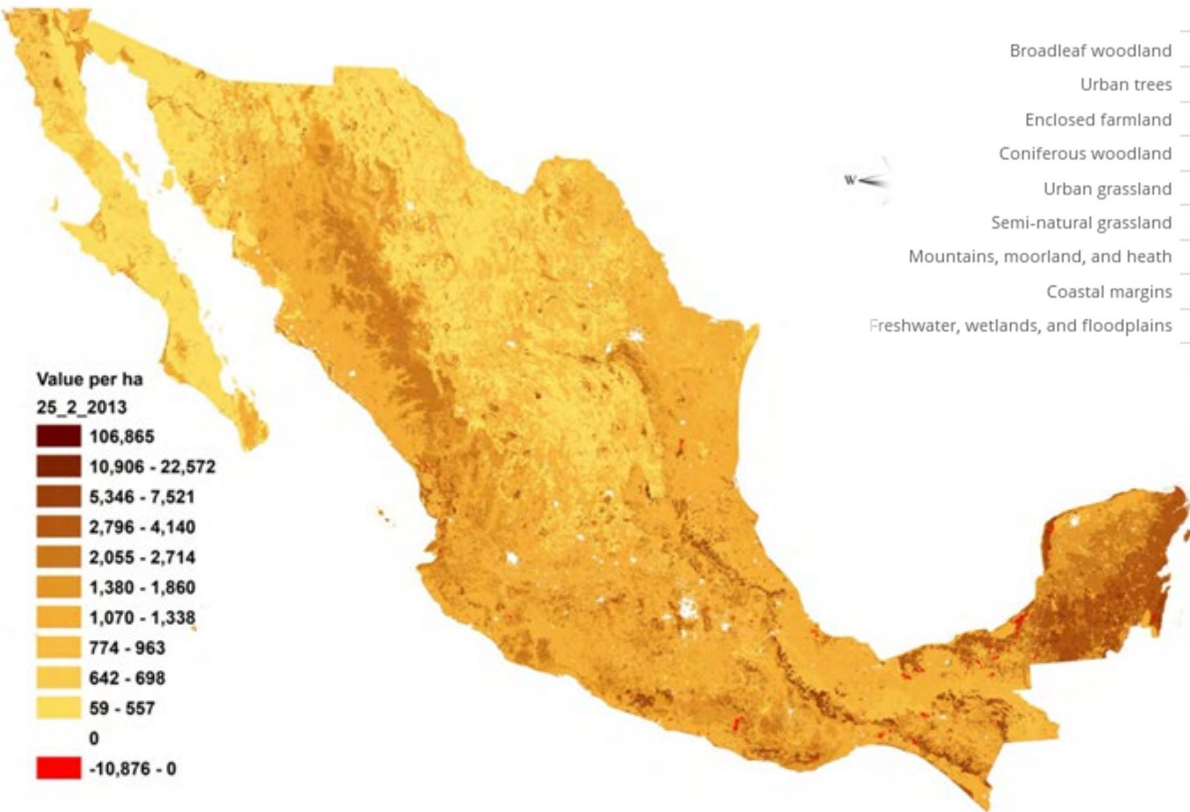 Broadleaf woodland
Urban trees
Enclosed farmland
Coniferous woodland
W
Urban grassland
Semi-natural grassland
Mountains, moorland, and heath
Coastal margins
Freshwater, wetlands, and floodplains
Value per ha
25_2_2013
106,865
10,906 - 22,572
5,346 - 7,521
2,796 - 4,140
2,055 - 2,714
1,380 - 1,860
1,070 - 1,338
774 - 963
642 - 698
59 - 557
0
-10,876 - 0